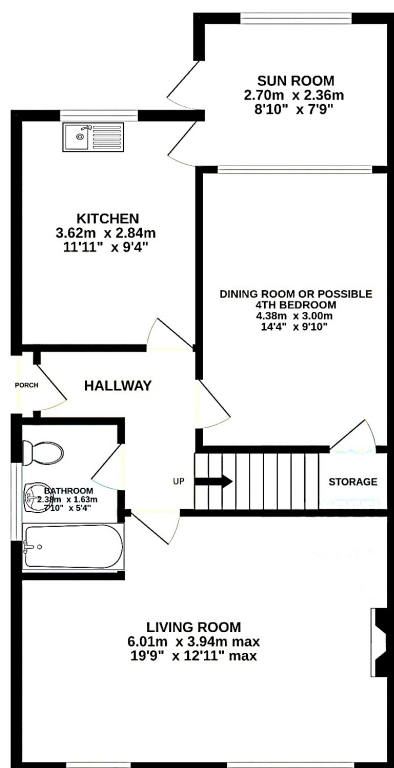 SUN ROOM
2.70m x 2.36m
8'10" x 7'9"
KITCHEN
3.62m x 2.84m
11'11" x 9'4"
DINING ROOM OR POSSIBLE
4TH BEDROOM
4.38m x 3.00m
14'4" x 9'10"
PORCH
HALLWAY
UP
STORAGE
BATHROOM
2.38m x 1.63m
7'10" x 5'4"
LIVING ROOM
6.01m x 3.94m max
19'9" x 12'11" max